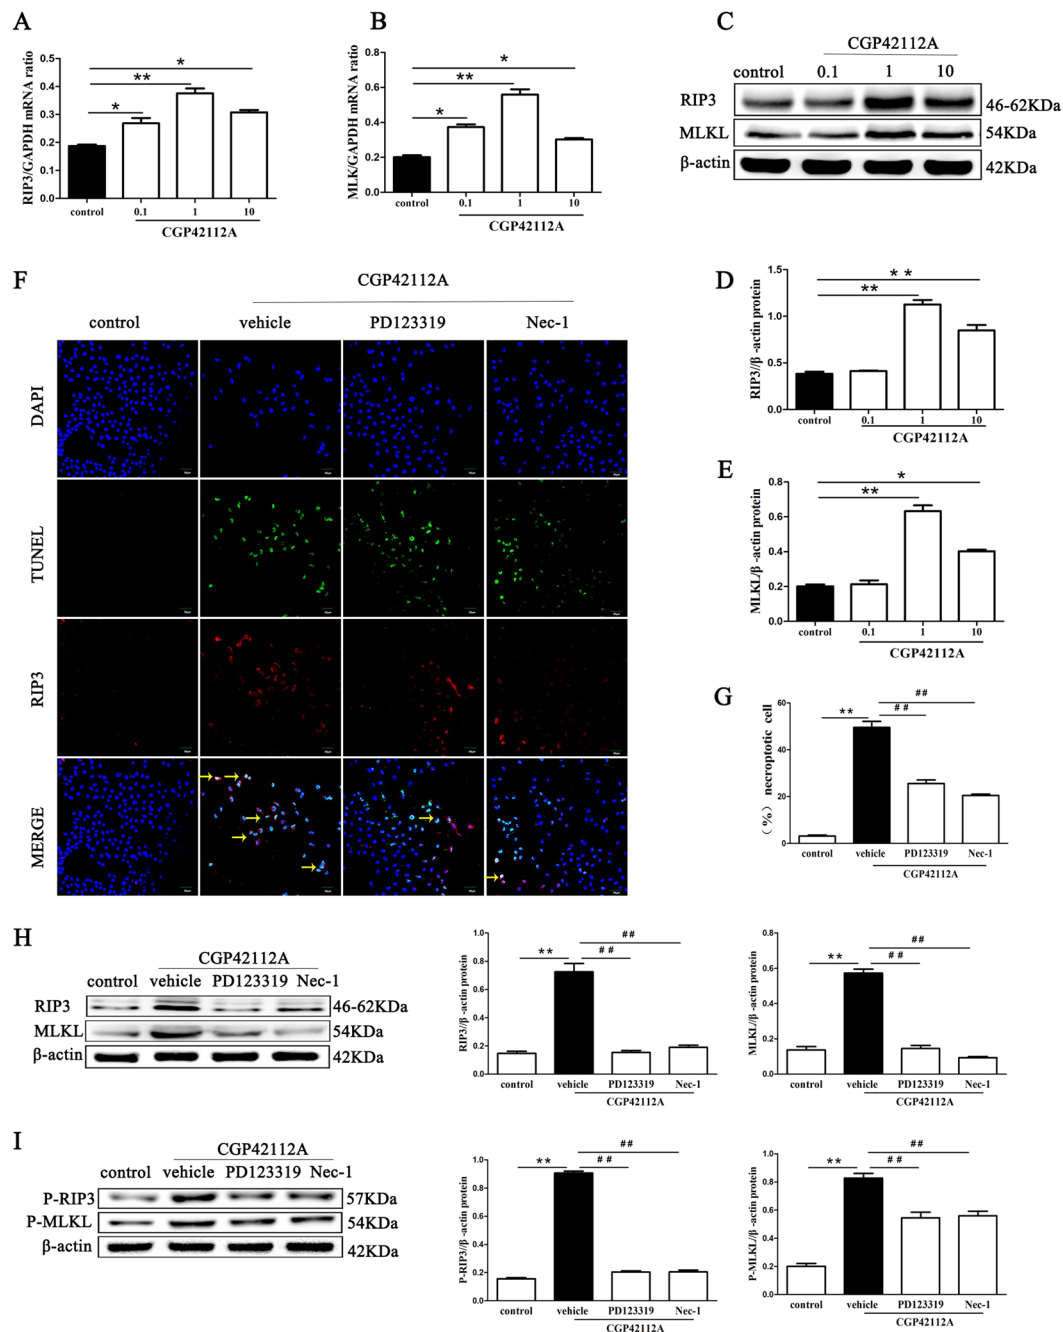 A
RIP3/GAPDH mRNA ratio
0.5
0.4
0.3
0.2
0.1
0.0
*
**
*
control 0.1 1 10
CGP42112A
B
MLK/GAPDH mRNA ratio
0.8
0.6
0.4
0.2
0.0
*
**
*
control 0.1 1 10
CGP42112A
C
CGP42112A
control 0.1 1 10
RIP3 46-62KDa
MLKL 54KDa
β-actin 42KDa
D
RIP3//β -actin protein
1.5
1.0
0.5
0.0
* *
**
control 0.1 1 10
CGP42112A
E
MLKL/β -actin protein
0.8
0.6
0.4
0.2
0.0
*
**
control 0.1 1 10
CGP42112A
F
CGP42112A
control vehicle PD123319 Nec-1
DAPI
TUNEL
RIP3
MERGE
G
(%) necroptotic cell
60
40
20
0
##
** ##
control vehicle PD123319 Nec-1
CGP42112A
H
CGP42112A
control vehicle PD123319 Nec-1
RIP3 46-62KDa
MLKL 54KDa
β-actin 42KDa
RIP3//β -actin protein
1.0
0.8
0.6
0.4
0.2
0.0
##
** ##
control vehicle PD123319 Nec-1
CGP42112A
MLKL//β -actin protein
0.8
0.6
0.4
0.2
0.0
##
** ##
control vehicle PD123319 Nec-1
CGP42112A
I
CGP42112A
control vehicle PD123319 Nec-1
P-RIP3 57KDa
P-MLKL 54KDa
β-actin 42KDa
P-RIP3//β -actin protein
1.0
0.8
0.6
0.4
0.2
0.0
##
** ##
control vehicle PD123319 Nec-1
CGP42112A
P-MLKL//β -actin protein
1.0
0.8
0.6
0.4
0.2
0.0
##
** ##
control vehicle PD123319 Nec-1
CGP42112A